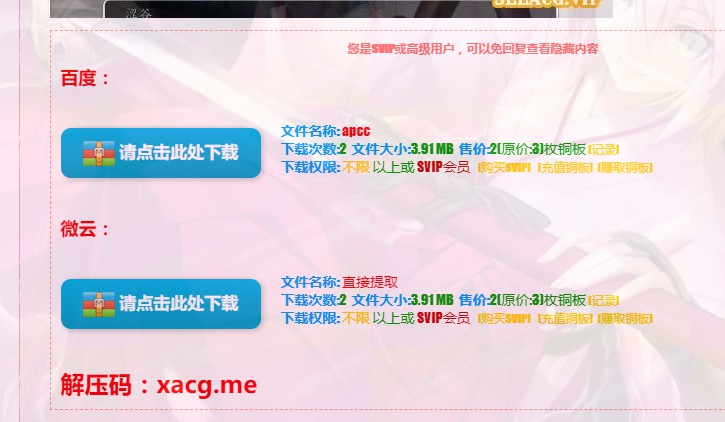 涩谷
SELACG.VIP
您是SVIP或高级用户，可以免回复查看隐藏内容
百度：
请点击此处下载
文件名称: apcc
下载次数:2 文件大小:3.91 MB 售价:2(原价:3)枚铜板 [记录]
下载权限: 不限 以上或 SVIP会员 [购买SVIP] [充值铜板] [赚取铜板]
微云：
请点击此处下载
文件名称: 直接提取
下载次数:2 文件大小:3.91 MB 售价:2(原价:3)枚铜板 [记录]
下载权限: 不限 以上或 SVIP会员 [购买SVIP] [充值铜板] [赚取铜板]
解压码：xacg.me